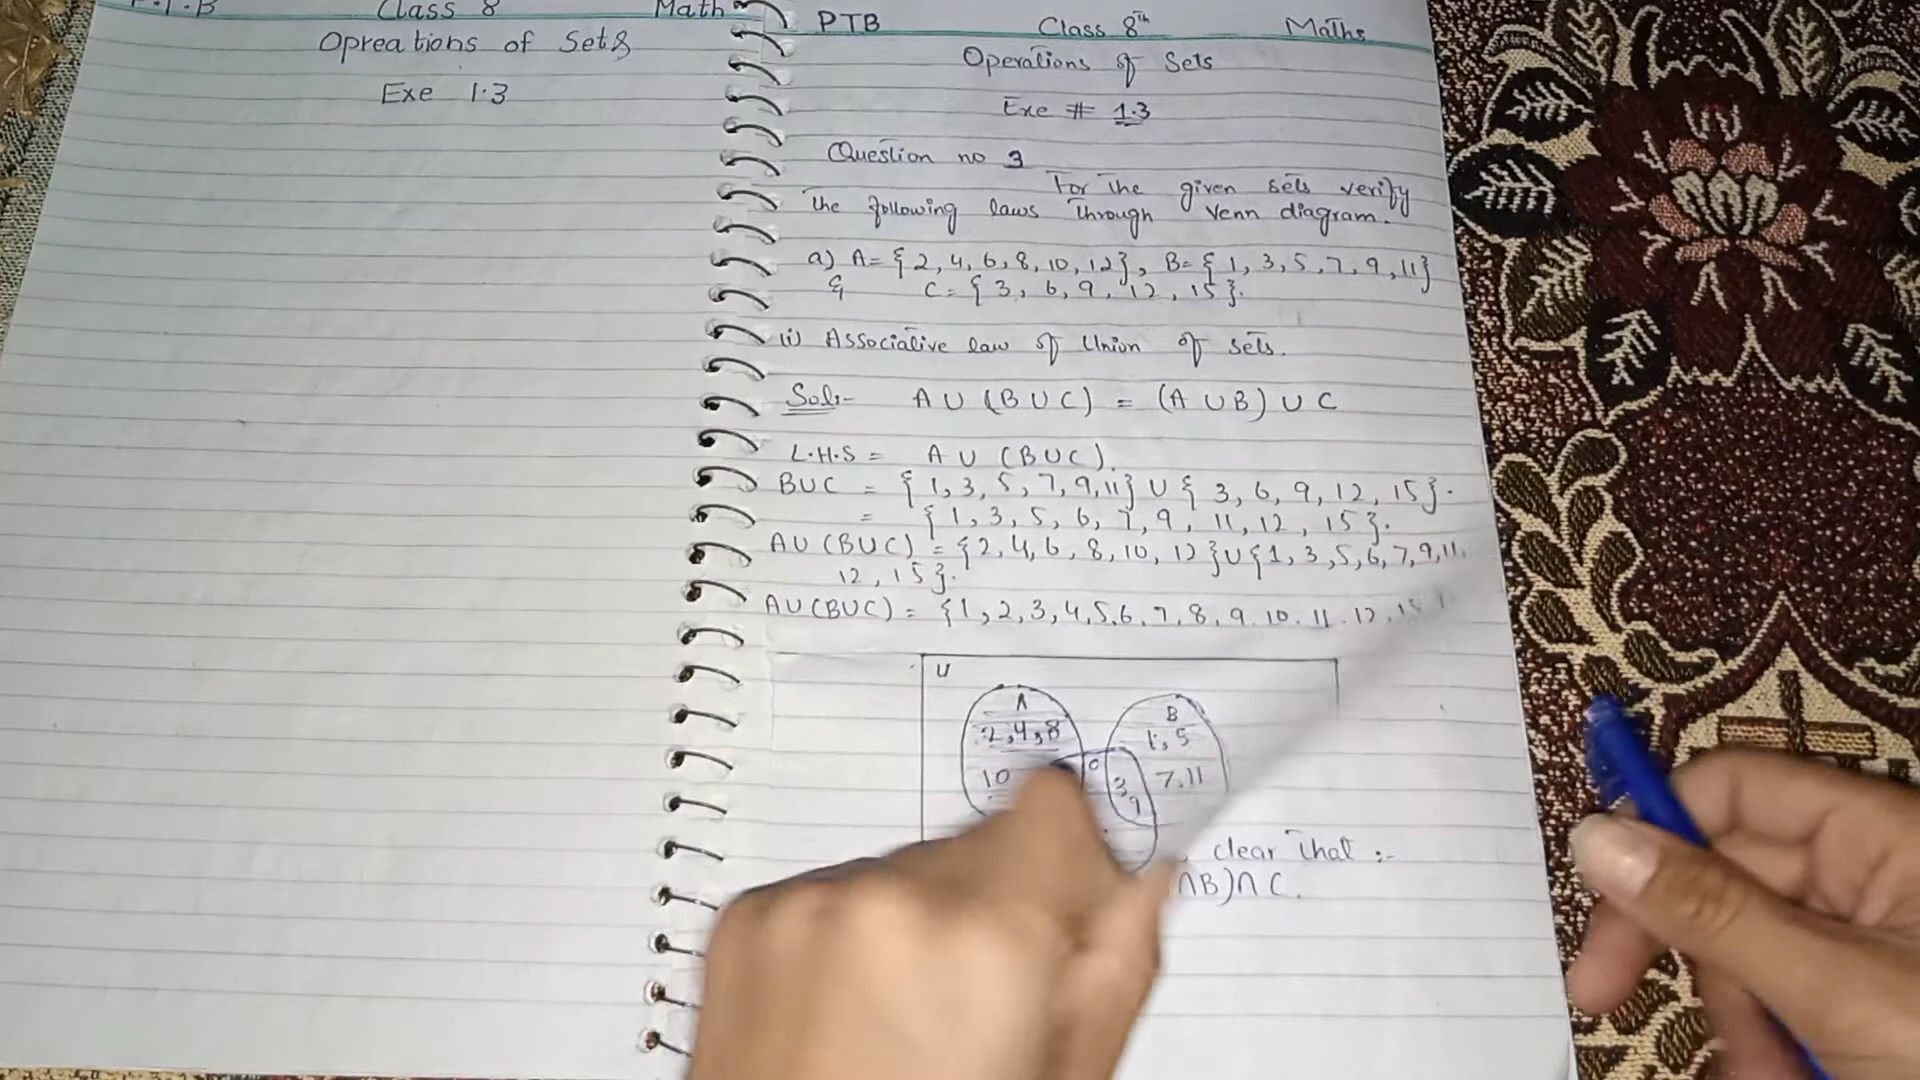 P.T.B Class 8 Math
Opreations of Sets
Exe 1.3
PTB Class 8th Maths
Operations of Sets
Exe # 1.3
Question no 3
For the given sets verify
the following laws through Venn diagram.
a) A= {2, 4, 6, 8, 10, 12}, B= {1, 3, 5, 7, 9, 11}
& C= {3, 6, 9, 12, 15}.
(i) Associative law of Union of sets.
Sol:- A ∪ (B ∪ C) = (A ∪ B) ∪ C
L.H.S = A ∪ (B ∪ C).
B∪C = {1, 3, 5, 7, 9, 11} ∪ {3, 6, 9, 12, 15}.
= {1, 3, 5, 6, 7, 9, 11, 12, 15}.
A∪(B∪C) = {2, 4, 6, 8, 10, 12}∪{1, 3, 5, 6, 7, 9, 11,
12, 15}.
A∪(B∪C) = {1, 2, 3, 4, 5, 6, 7, 8, 9, 10, 11, 12, 15
U
A
B
2, 4, 8
1, 5
C
10
3
7, 11
9
clear that :-
∩B)∩C.